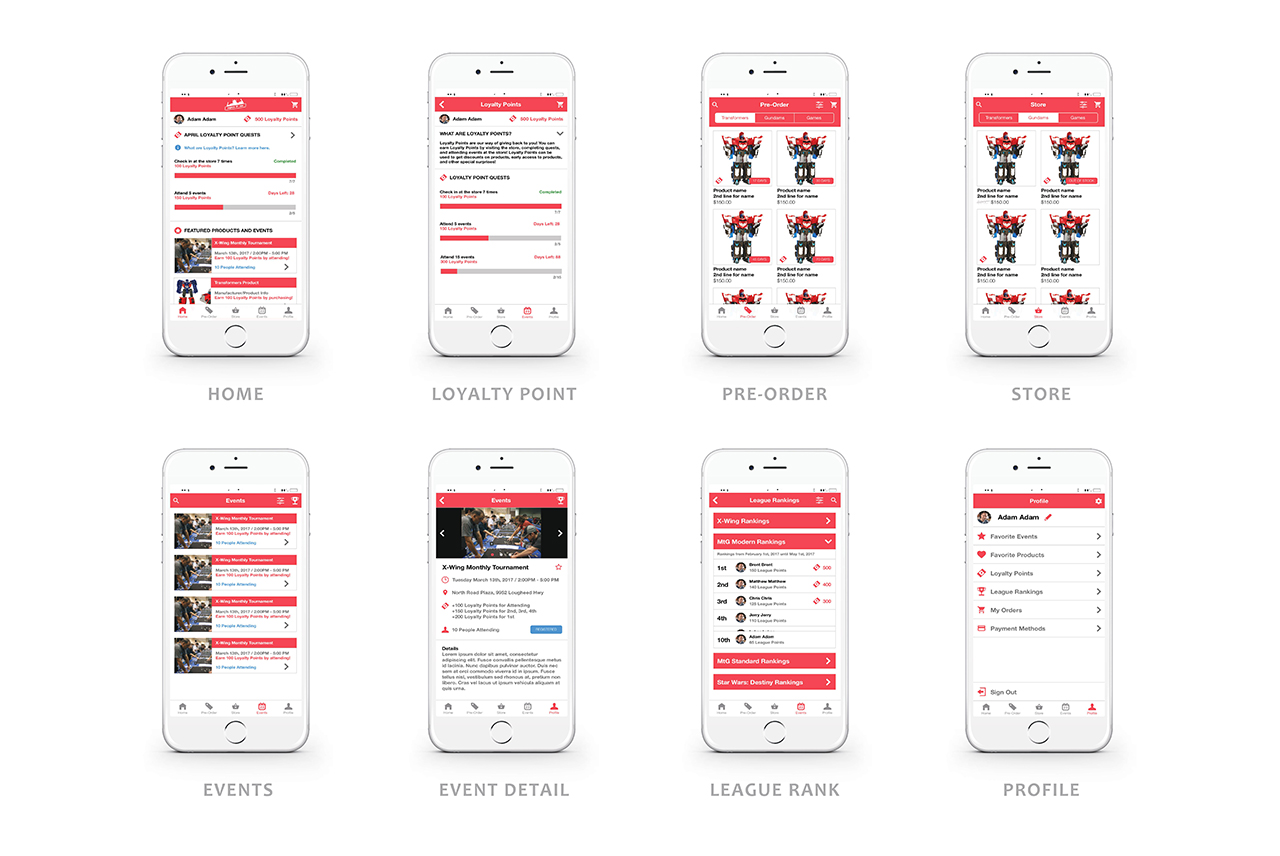 Adam Adam
500 Loyalty Points
APRIL LOYALTY POINT QUESTS
What are Loyalty Points? Learn more here.
Check in at the store 7 times
Completed
100 Loyalty Points
7/7
Attend 5 events
Days Left: 28
150 Loyalty Points
2/5
FEATURED PRODUCTS AND EVENTS
X-Wing Monthly Tournament
March 13th, 2017 / 2:00PM - 5:00 PM
Earn 100 Loyalty Points by attending!
10 People Attending
Transformers Product
Manufacturer/Product Info
Earn 100 Loyalty Points by purchasing!
Home
Pre-Order
Store
Events
Profile
HOME
Loyalty Points
Adam Adam
500 Loyalty Points
WHAT ARE LOYALTY POINTS?
Loyalty Points are our way of giving back to you! You can
earn Loyalty Points by visiting the store, completing quests,
and attending events at the store! Loyalty Points can be
used to get discounts on products, early access to products,
and other special surprises!
LOYALTY POINT QUESTS
Check in at the store 7 times
Completed
100 Loyalty Points
7/7
Attend 5 events
Days Left: 28
150 Loyalty Points
2/5
Attend 15 events
Days Left: 88
300 Loyalty Points
2/15
Home
Pre-Order
Store
Events
Profile
LOYALTY POINT
Pre-Order
Transformers
Gundams
Games
Product name
2nd line for name
$150.00
Product name
2nd line for name
$150.00
Product name
2nd line for name
$150.00
Product name
2nd line for name
$150.00
Home
Pre-Order
Store
Events
Profile
PRE-ORDER
Store
Transformers
Gundams
Games
Product name
2nd line for name
$150.00
Product name
2nd line for name
$150.00
Product name
2nd line for name
$150.00
Product name
2nd line for name
$150.00
Home
Pre-Order
Store
Events
Profile
STORE
Events
X-Wing Monthly Tournament
March 13th, 2017 / 2:00PM - 5:00 PM
Earn 100 Loyalty Points by attending!
10 People Attending
X-Wing Monthly Tournament
March 13th, 2017 / 2:00PM - 5:00 PM
Earn 100 Loyalty Points by attending!
10 People Attending
X-Wing Monthly Tournament
March 13th, 2017 / 2:00PM - 5:00 PM
Earn 100 Loyalty Points by attending!
10 People Attending
X-Wing Monthly Tournament
March 13th, 2017 / 2:00PM - 5:00 PM
Earn 100 Loyalty Points by attending!
10 People Attending
Home
Pre-Order
Store
Events
Profile
EVENTS
Events
X-Wing Monthly Tournament
Tuesday March 13th, 2017 / 2:00PM - 5:00 PM
North Road Plaza, 9002 Lougheed Hwy
+100 Loyalty Points for Attending
+150 Loyalty Points for 2nd, 3rd, 4th
+200 Loyalty Points for 1st
10 People Attending
REGISTERED
Details
Lorem ipsum dolor sit amet, consectetur
adipiscing elit. Fusce convallis pellentesque metus
id lacinia. Nunc dapibus pulvinar auctor. Duis nec
sem at orci commodo viverra id in ipsum. Fusce
tellus nisl, vestibulum sed rhoncus at, pretium non
libero. Cras vel lacus ut ipsum vehicula aliquam at
quis urna.
Home
Pre-Order
Store
Events
Profile
EVENT DETAIL
League Rankings
X-Wing Rankings
MtG Modern Rankings
Rankings from February 1st, 2017 until May 1st, 2017
1st
Brent Brent
150 League Points
500
2nd
Matthew Matthew
140 League Points
400
3rd
Chris Chris
120 League Points
300
4th
Jerry Jerry
110 League Points
10th
Adam Adam
80 League Points
MtG Standard Rankings
Star Wars: Destiny Rankings
Home
Pre-Order
Store
Events
Profile
LEAGUE RANK
Profile
Adam Adam
Favorite Events
Favorite Products
Loyalty Points
League Rankings
My Orders
Payment Methods
Sign Out
Home
Pre-Order
Store
Events
Profile
PROFILE